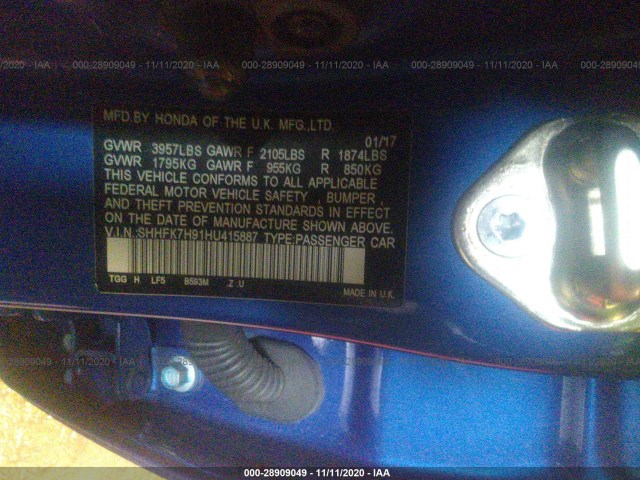 000-28909049 - 11/11/2020 - IAA
MFD.BY HONDA OF THE U.K. MFG.,LTD.
01/17
GVWR 3957LBS GAWR F 2105LBS R 1874LBS
GVWR 1795KG GAWR F 955KG R 850KG
THIS VEHICLE CONFORMS TO ALL APPLICABLE
FEDERAL MOTOR VEHICLE SAFETY , BUMPER ,
AND THEFT PREVENTION STANDARDS IN EFFECT
ON THE DATE OF MANUFACTURE SHOWN ABOVE.
V.I.N.:SHHFK7H91HU415887 TYPE:PASSENGER CAR
TGG H LF5 B593M .Z .U
MADE IN U.K.
000-28909049 - 11/11/2020 - IAA